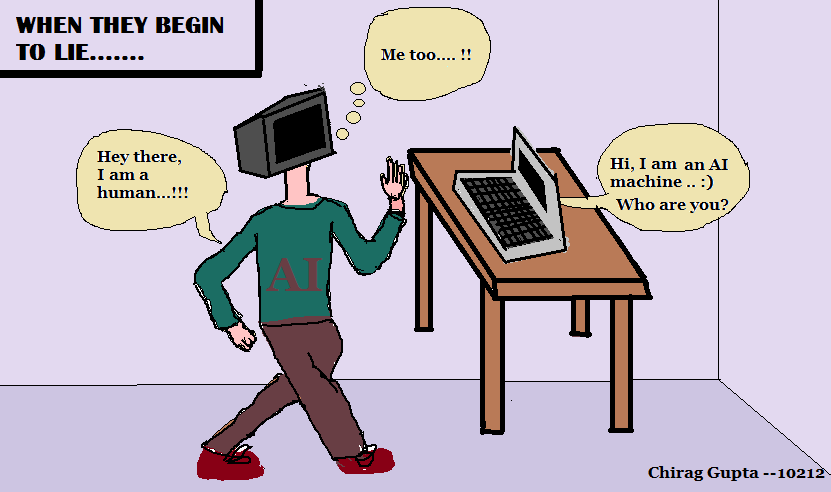 WHEN THEY BEGIN
TO LIE.......
Me too.... !!
Hey there,
I am a
human...!!!
Hi, I am an AI
machine .. :)
Who are you?
AI
Chirag Gupta --10212